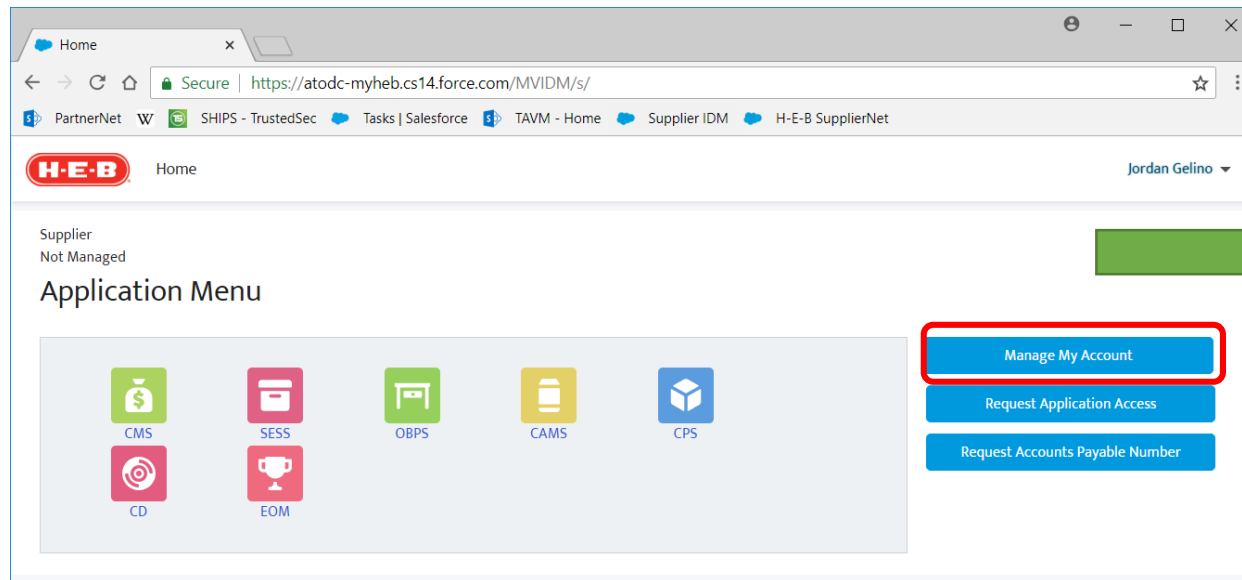 Home
Secure | https://atodc-myheb.cs14.force.com/MVIDM/s/
PartnerNet W SHIPS - TrustedSec Tasks | Salesforce TAVM - Home Supplier IDM H-E-B SupplierNet
H-E-B Home Jordan Gelino
Supplier
Not Managed
Application Menu
Manage My Account
Request Application Access
Request Accounts Payable Number
CMS SESS OBPS CAMS CPS
CD EOM